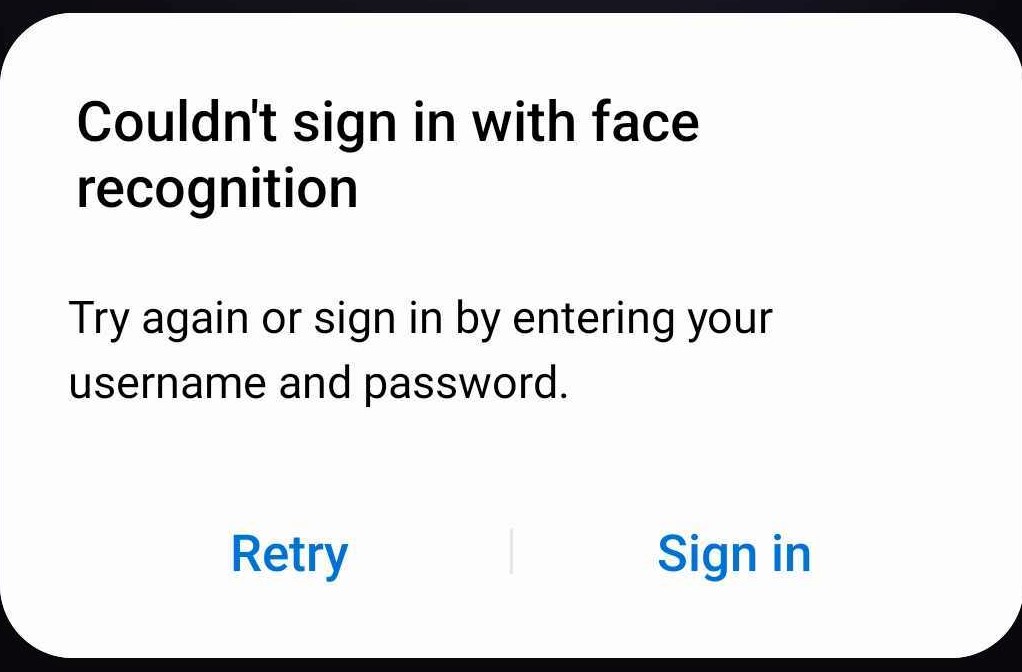 Couldn't sign in with face
recognition
Try again or sign in by entering your
username and password.
Retry
Sign in